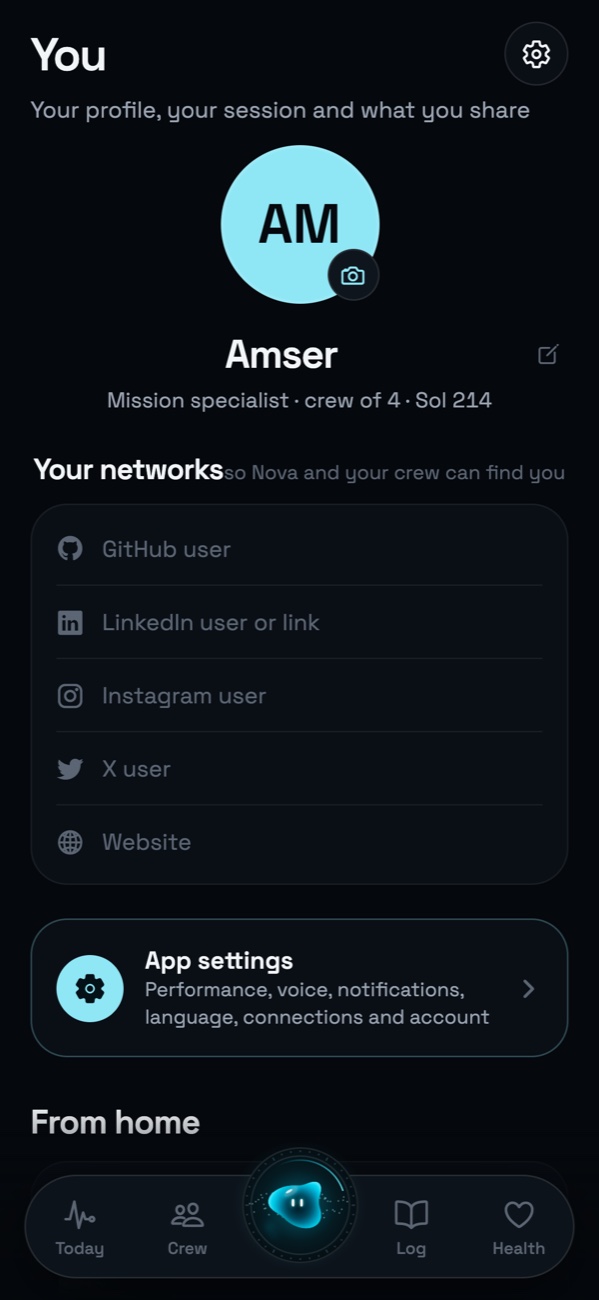 You
Your profile, your session and what you share
AM
Amser
Mission specialist · crew of 4 · Sol 214
Your networks so Nova and your crew can find you
GitHub user
LinkedIn user or link
Instagram user
X user
Website
App settings
Performance, voice, notifications,
language, connections and account
From home
Today
Crew
Log
Health